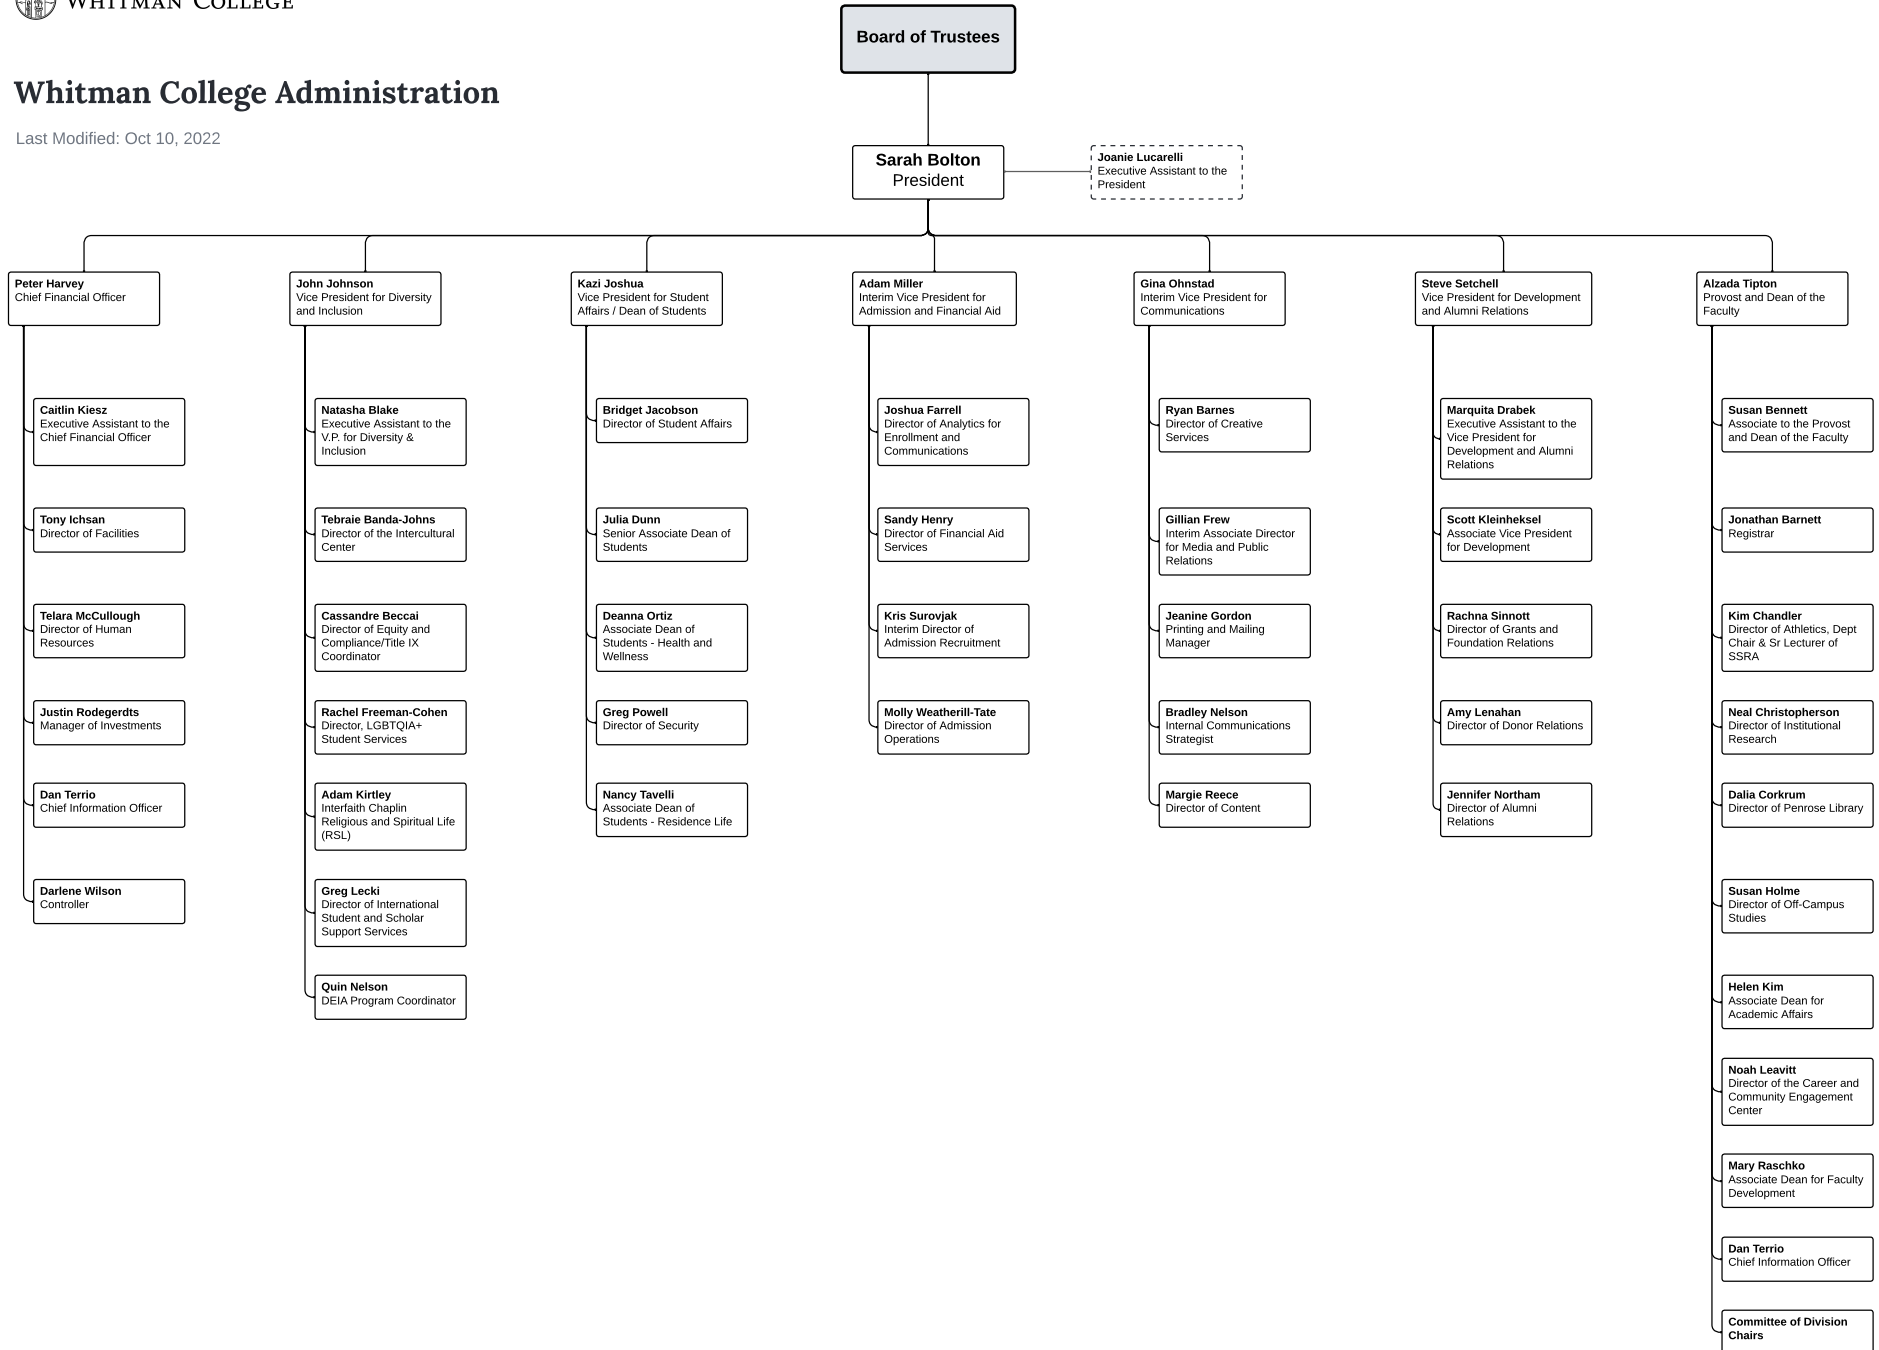 WHITMAN COLLEGE
Board of Trustees
Whitman College Administration
Last Modified: Oct 10, 2022
Sarah Bolton
President
Joanie Lucarelli
Executive Assistant to the
President
Peter Harvey
Chief Financial Officer
John Johnson
Vice President for Diversity
and Inclusion
Kazi Joshua
Vice President for Student
Affairs / Dean of Students
Adam Miller
Interim Vice President for
Admission and Financial Aid
Gina Ohnstad
Interim Vice President for
Communications
Steve Setchell
Vice President for Development
and Alumni Relations
Alzada Tipton
Provost and Dean of the
Faculty
Caitlin Kiesz
Executive Assistant to the
Chief Financial Officer
Tony Ichsan
Director of Facilities
Telara McCullough
Director of Human
Resources
Justin Rodegerdts
Manager of Investments
Dan Terrio
Chief Information Officer
Darlene Wilson
Controller
Natasha Blake
Executive Assistant to the
V.P. for Diversity &
Inclusion
Tebraie Banda-Johns
Director of the Intercultural
Center
Cassandre Beccai
Director of Equity and
Compliance/Title IX
Coordinator
Rachel Freeman-Cohen
Director, LGBTQIA+
Student Services
Adam Kirtley
Interfaith Chaplin
Religious and Spiritual Life
(RSL)
Greg Lecki
Director of International
Student and Scholar
Support Services
Quin Nelson
DEIA Program Coordinator
Bridget Jacobson
Director of Student Affairs
Julia Dunn
Senior Associate Dean of
Students
Deanna Ortiz
Associate Dean of
Students - Health and
Wellness
Greg Powell
Director of Security
Nancy Tavelli
Associate Dean of
Students - Residence Life
Joshua Farrell
Director of Analytics for
Enrollment and
Communications
Sandy Henry
Director of Financial Aid
Services
Kris Surovjak
Interim Director of
Admission Recruitment
Molly Weatherill-Tate
Director of Admission
Operations
Ryan Barnes
Director of Creative
Services
Gillian Frew
Interim Associate Director
for Media and Public
Relations
Jeanine Gordon
Printing and Mailing
Manager
Bradley Nelson
Internal Communications
Strategist
Margie Reece
Director of Content
Marquita Drabek
Executive Assistant to the
Vice President for
Development and Alumni
Relations
Scott Kleinheksel
Associate Vice President
for Development
Rachna Sinnott
Director of Grants and
Foundation Relations
Amy Lenahan
Director of Donor Relations
Jennifer Northam
Director of Alumni
Relations
Susan Bennett
Associate to the Provost
and Dean of the Faculty
Jonathan Barnett
Registrar
Kim Chandler
Director of Athletics, Dept
Chair & Sr Lecturer of
SSRA
Neal Christopherson
Director of Institutional
Research
Dalia Corkrum
Director of Penrose Library
Susan Holme
Director of Off-Campus
Studies
Helen Kim
Associate Dean for
Academic Affairs
Noah Leavitt
Director of the Career and
Community Engagement
Center
Mary Raschko
Associate Dean for Faculty
Development
Dan Terrio
Chief Information Officer
Committee of Division
Chairs